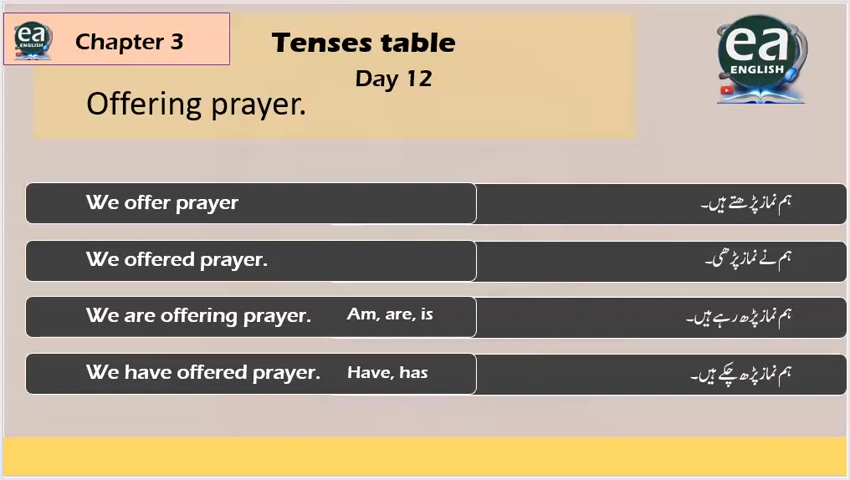 ea
ENGLISH
Chapter 3
Tenses table
Day 12
ea
ENGLISH
Offering prayer.
We offer prayer
ہم نماز پڑھتے ہیں۔
We offered prayer.
ہم نے نماز پڑھی۔
We are offering prayer. Am, are, is
ہم نماز پڑھ رہے ہیں۔
We have offered prayer. Have, has
ہم نماز پڑھ چکے ہیں۔